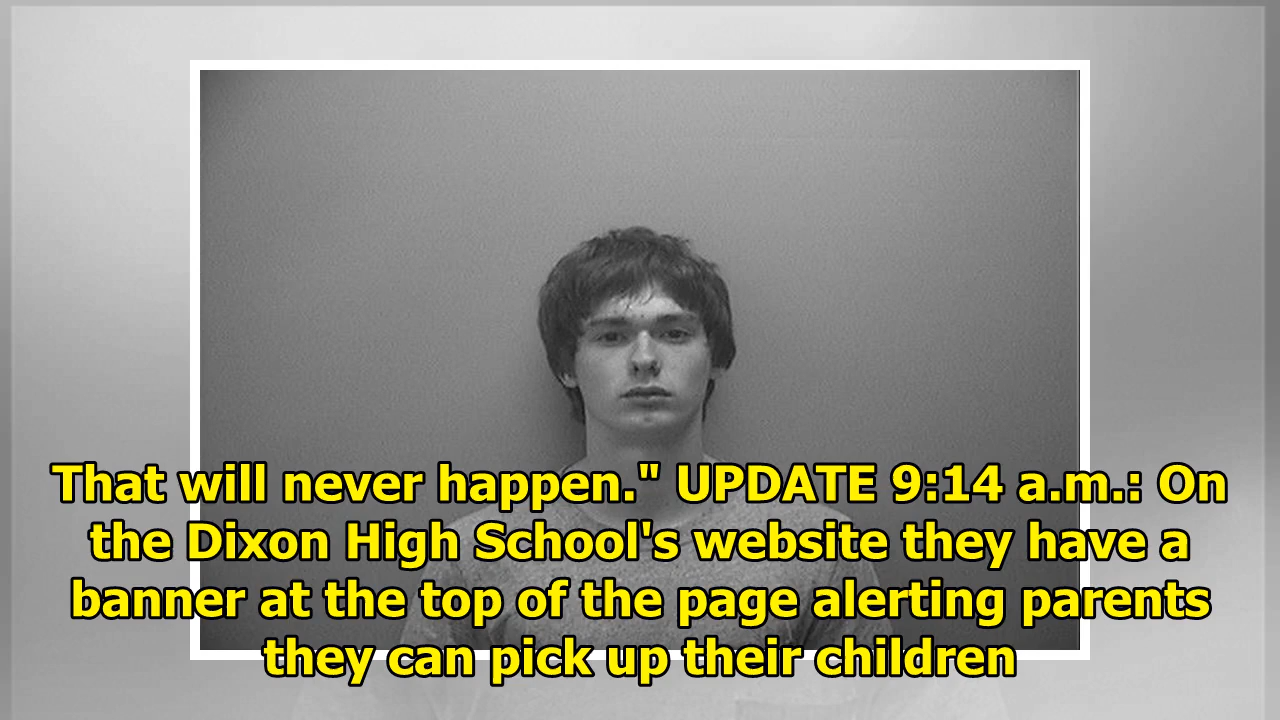 That will never happen." UPDATE 9:14 a.m.: On
the Dixon High School's website they have a
banner at the top of the page alerting parents
they can pick up their children